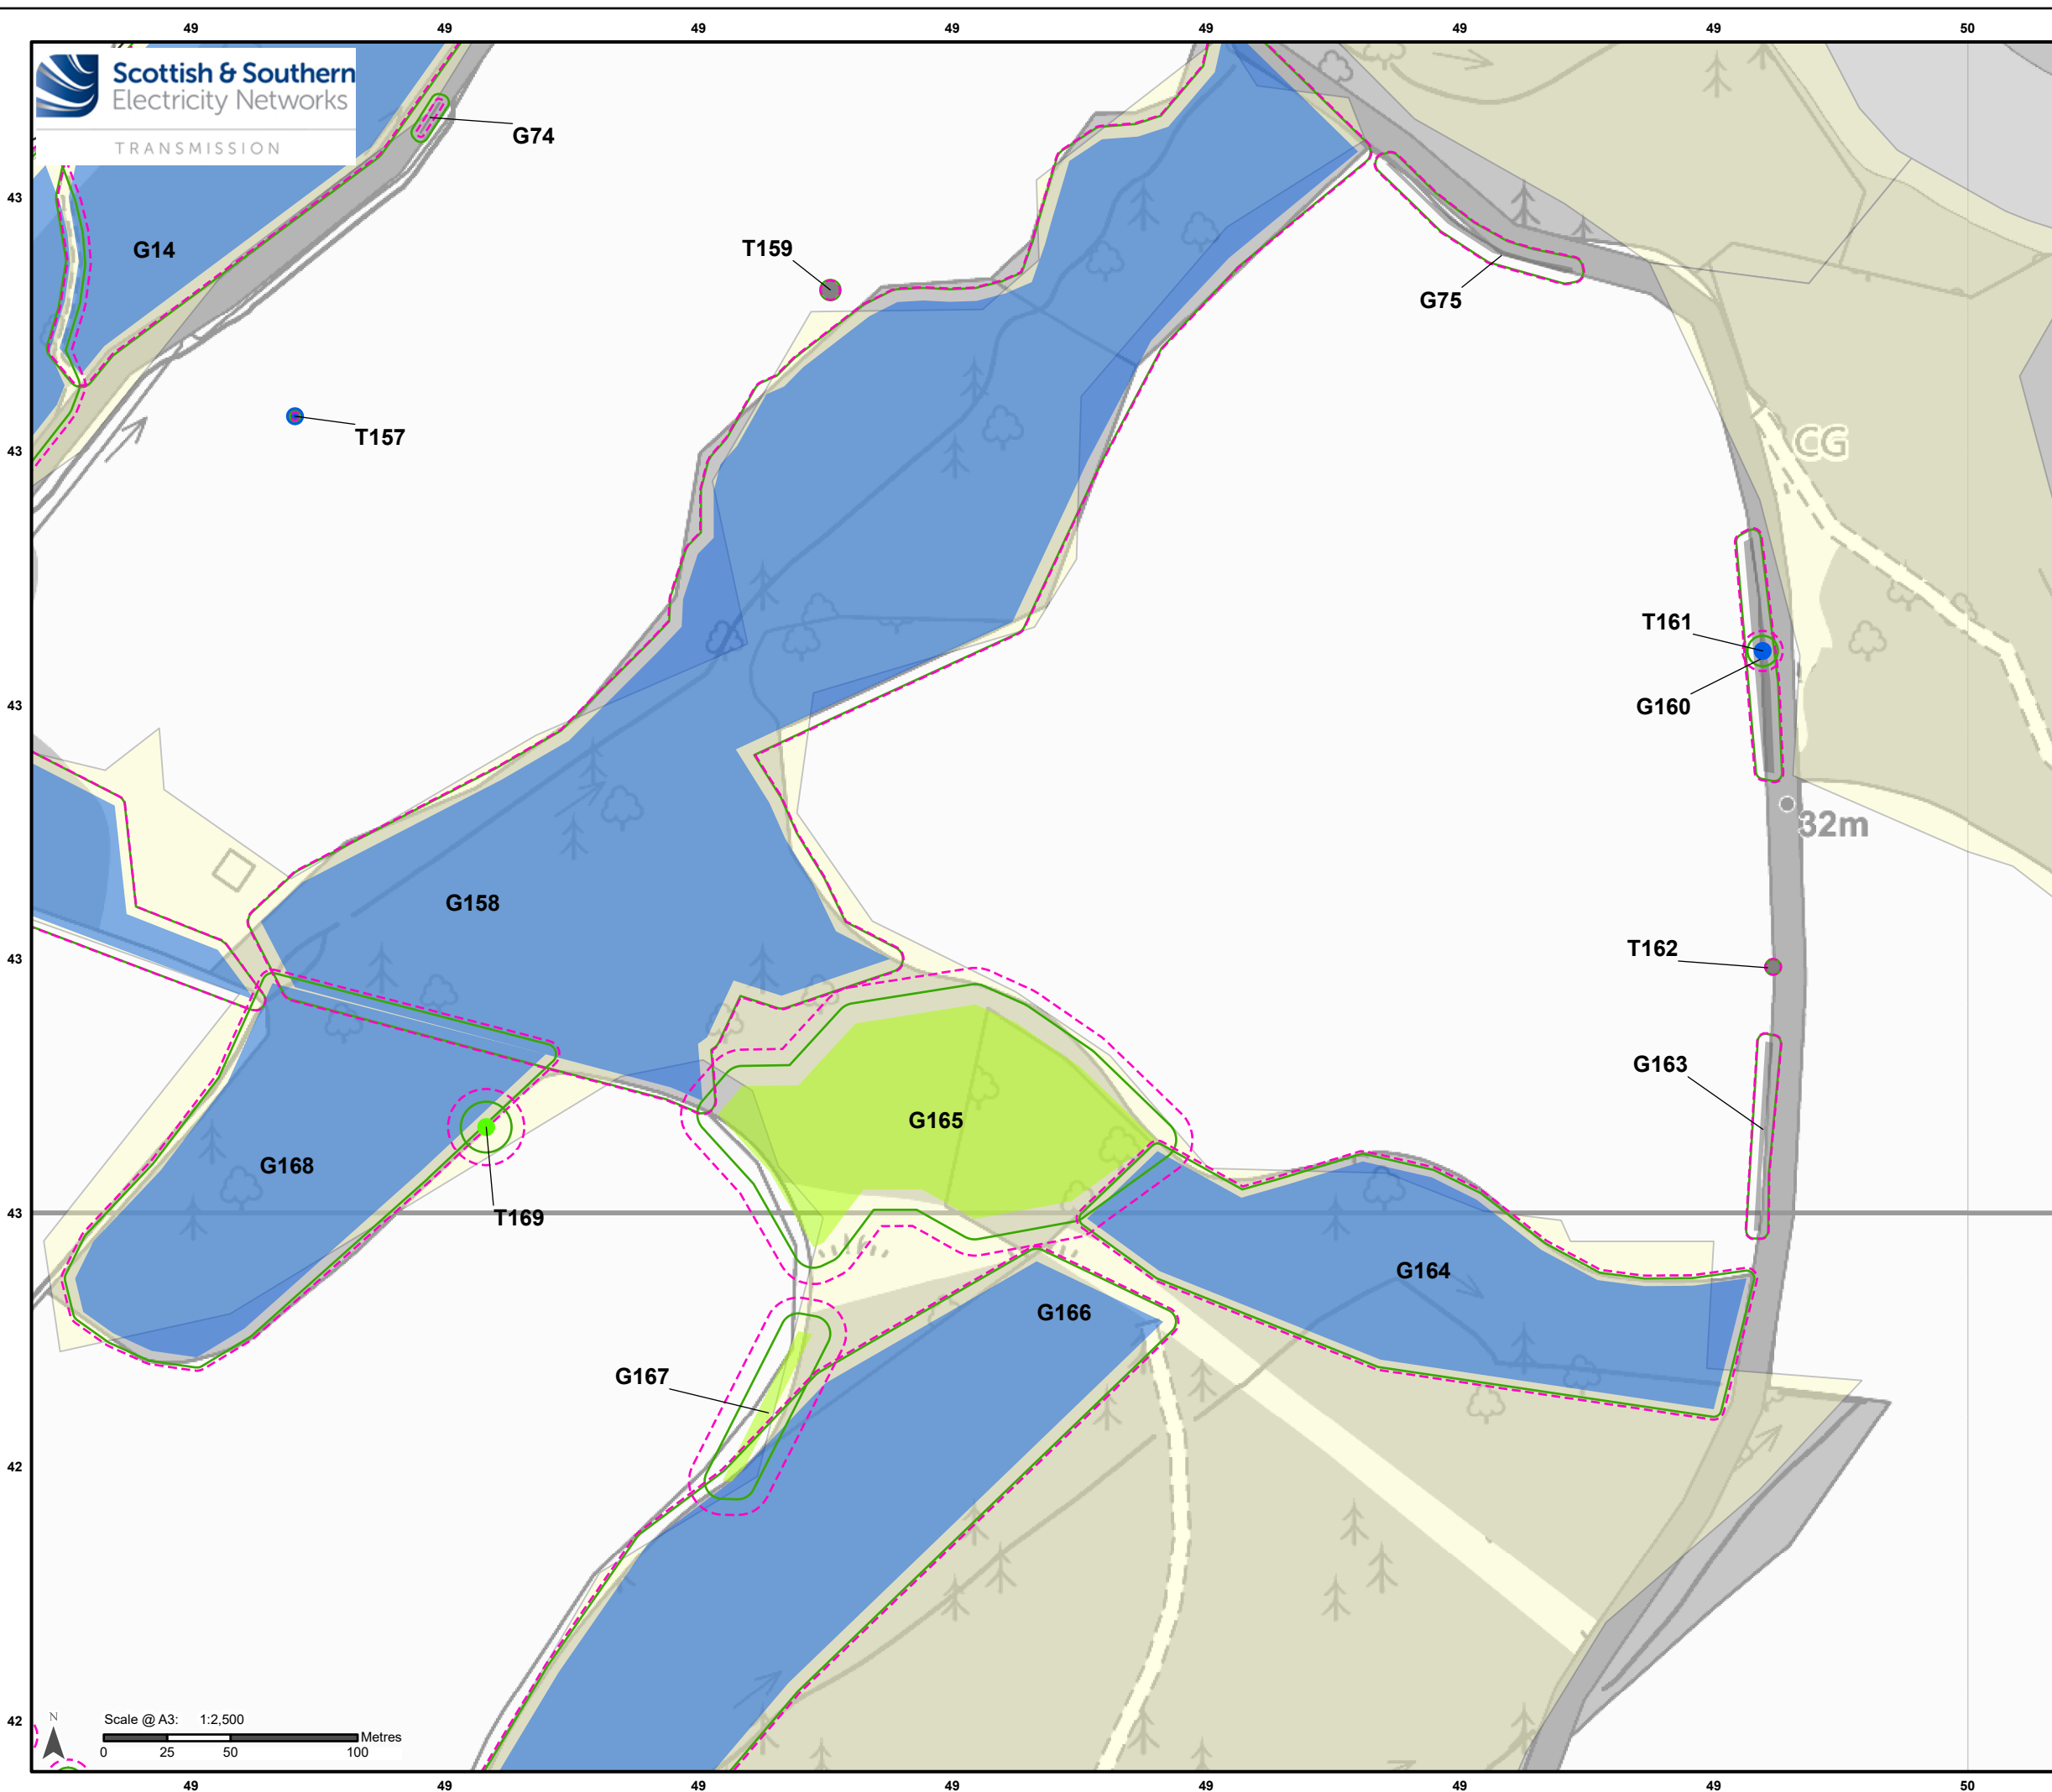 49 49 49 49 49 49 49 50
Scottish & Southern
Electricity Networks
TRANSMISSION
G74
43
G14
T159
G75
T157
CG
43
T161
G160
43
32m
G158
T162
43
G163
G165
G168
T169
43
G164
G166
G167
42
N
Scale @ A3: 1:2,500
Metres
0 25 50 100
42
49 49 49 49 49 49 49 50